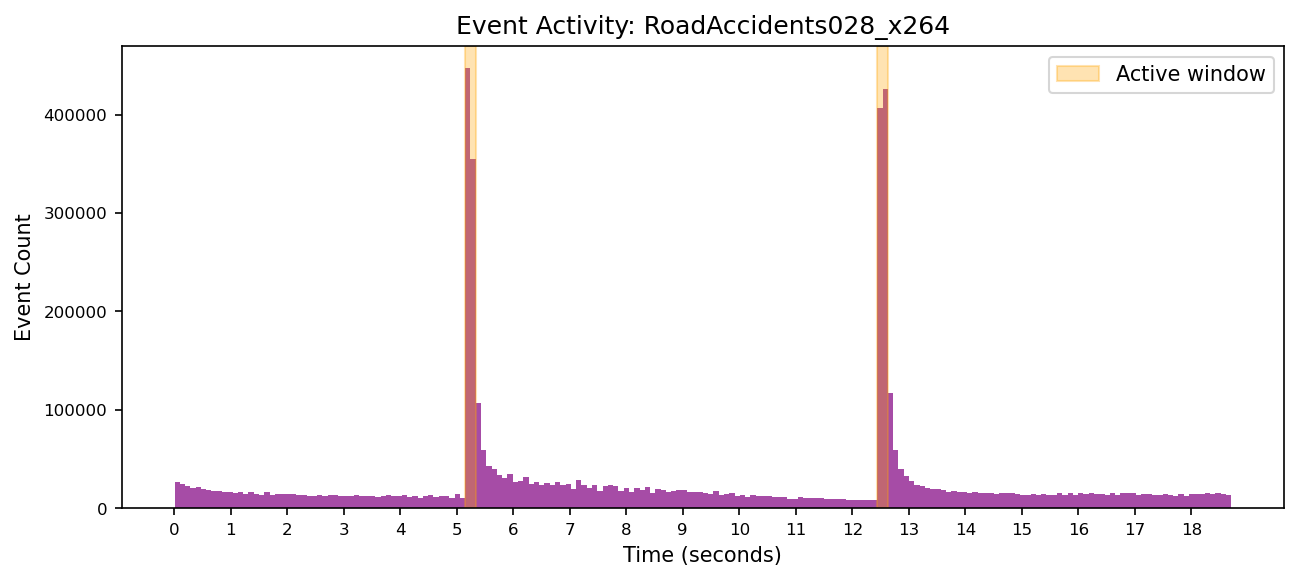 Event Activity: RoadAccidents028_x264
Active window
Event Count
400000
300000
200000
100000
0
0 1 2 3 4 5 6 7 8 9 10 11 12 13 14 15 16 17 18
Time (seconds)